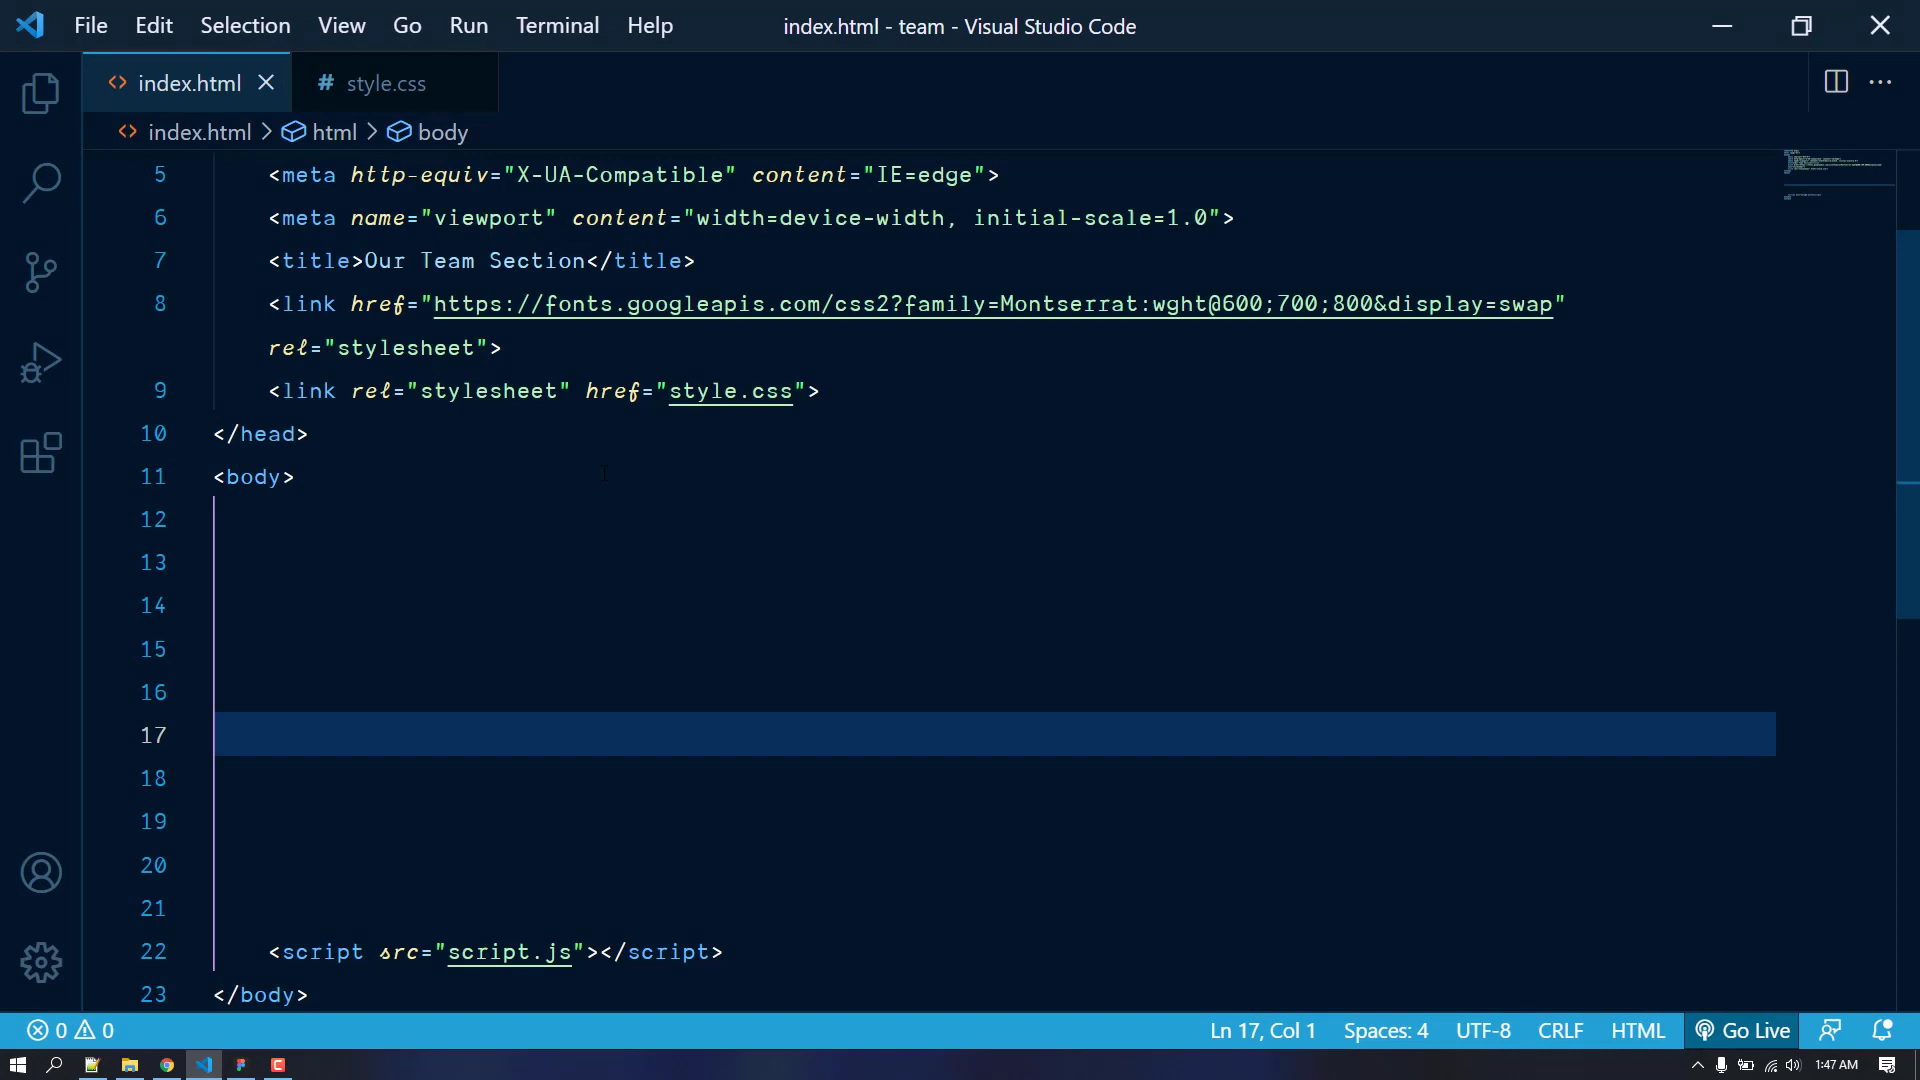 File Edit Selection View Go Run Terminal Help index.html - team - Visual Studio Code
<> index.html # style.css
<> index.html > html > body
5 <meta http-equiv="X-UA-Compatible" content="IE=edge">
6 <meta name="viewport" content="width=device-width, initial-scale=1.0">
7 <title>Our Team Section</title>
8 <link href="https://fonts.googleapis.com/css2?family=Montserrat:wght@600;700;800&display=swap"
rel="stylesheet">
9 <link rel="stylesheet" href="style.css">
10 </head>
11 <body>
12
13
14
15
16
17
18
19
20
21
22 <script src="script.js"></script>
23 </body>
0 0 Ln 17, Col 1 Spaces: 4 UTF-8 CRLF HTML Go Live
1:47 AM